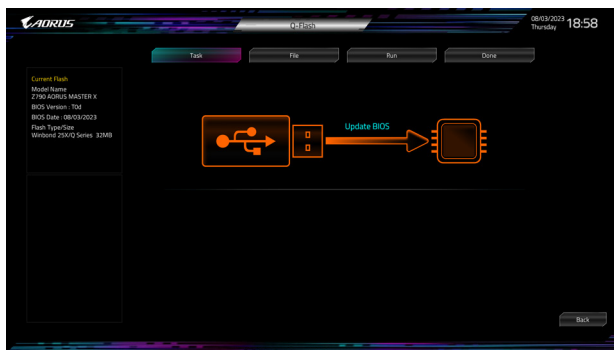 AORUS
Q-Flash
08/03/2023
Thursday
18:58
Task
File
Run
Done
Current Flash
Model Name
Z790 AORUS MASTER X
BIOS Version : T0d
BIOS Date : 08/03/2023
Flash Type/Size
Winbond 25X/Q Series 32MB
Update BIOS
Back